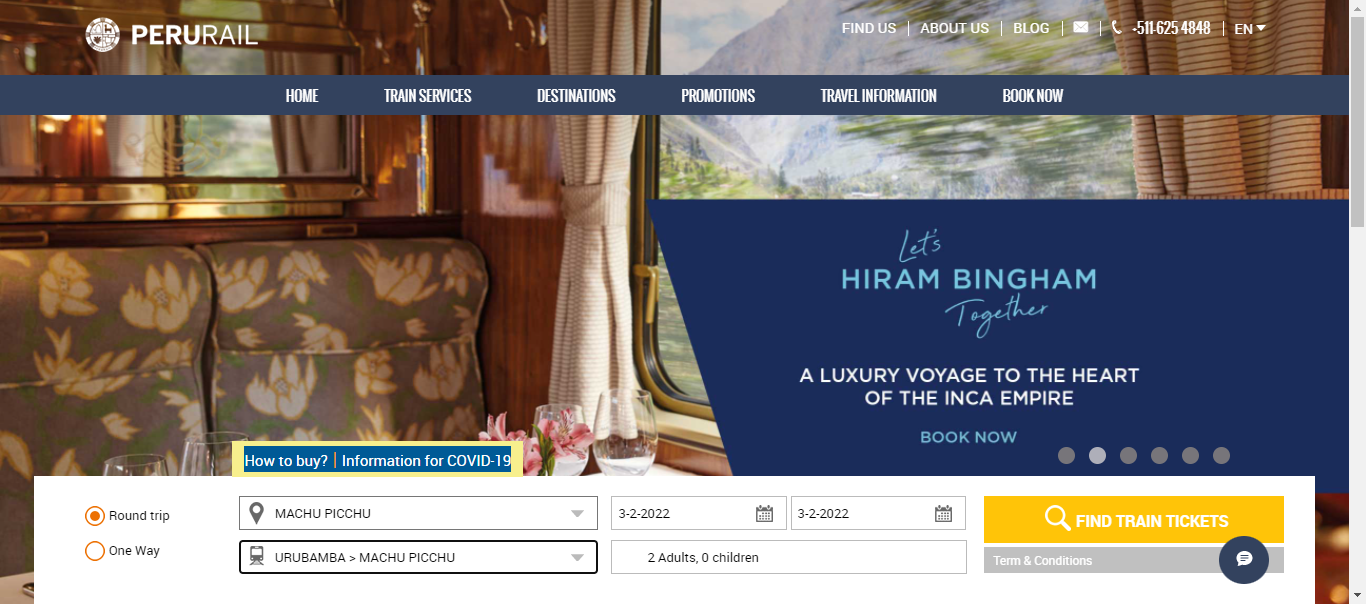 PERURAIL
FIND US
ABOUT US
BLOG
-511-625 4848
EN
HOME
TRAIN SERVICES
DESTINATIONS
PROMOTIONS
TRAVEL INFORMATION
BOOK NOW
Let's
HIRAM BINGHAM
Together
A LUXURY VOYAGE TO THE HEART
OF THE INCA EMPIRE
BOOK NOW
How to buy? | Information for COVID-19
Round trip
One Way
MACHU PICCHU
URUBAMBA > MACHU PICCHU
3-2-2022
3-2-2022
2 Adults, 0 children
FIND TRAIN TICKETS
Term & Conditions